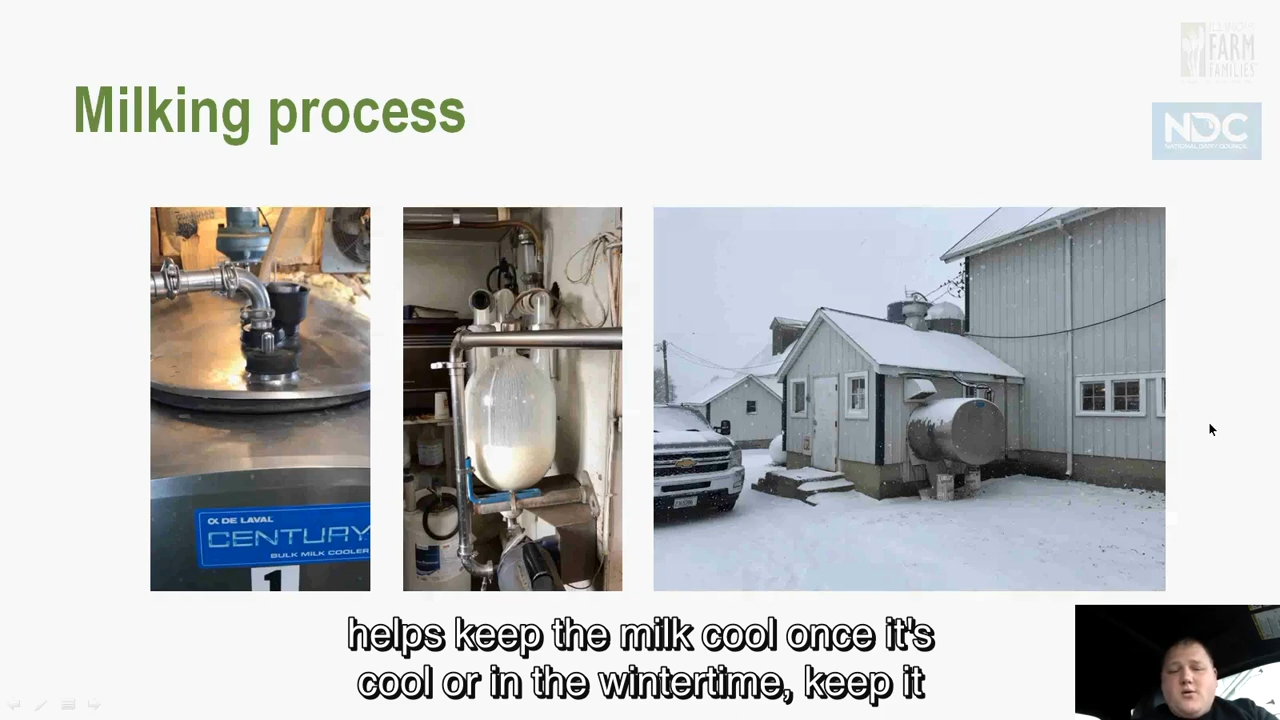 ILLINOIS
FARM
FAMILIES
Milking process
NDC
NATIONAL DAIRY COUNCIL
DE LAVAL
CENTURY
BULK MILK COOLER
1
helps keep the milk cool once it's
cool or in the wintertime, keep it